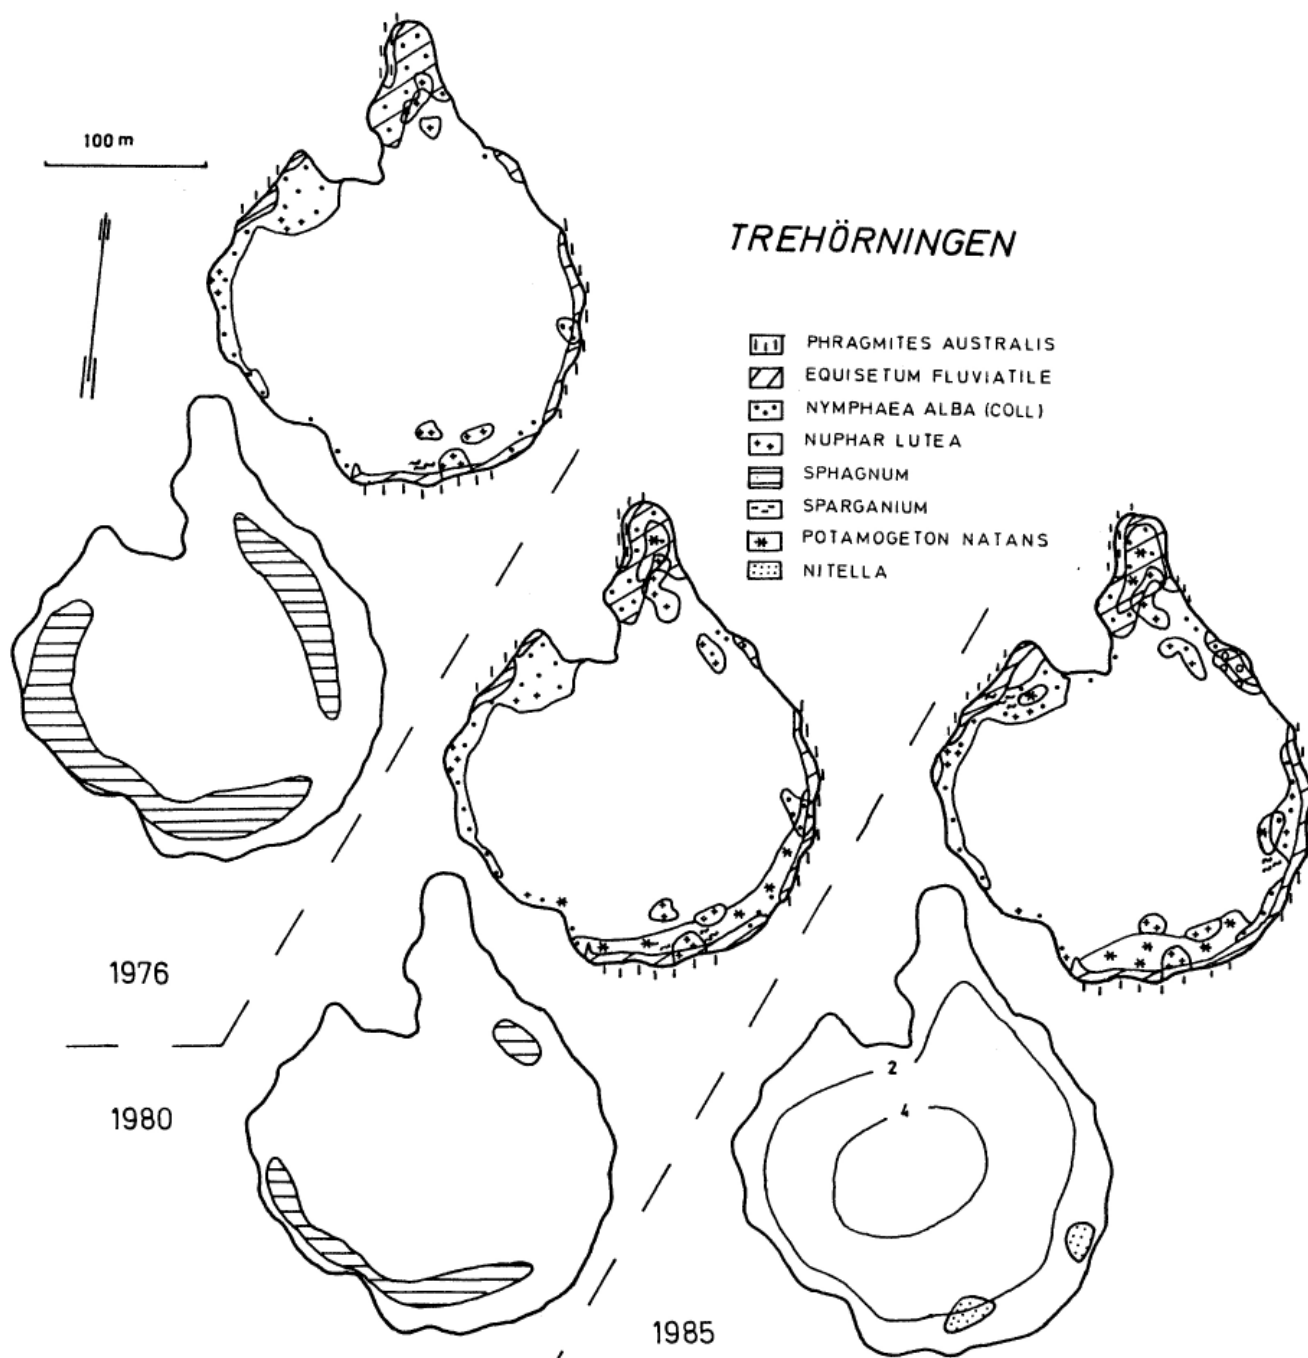 100 m
TREHÖRNINGEN
PHRAGMITES AUSTRALIS
EQUISETUM FLUVIATILE
NYMPHAEA ALBA (COLL)
NUPHAR LUTEA
SPHAGNUM
SPARGANIUM
POTAMOGETON NATANS
NITELLA
1976
1980
2
4
1985